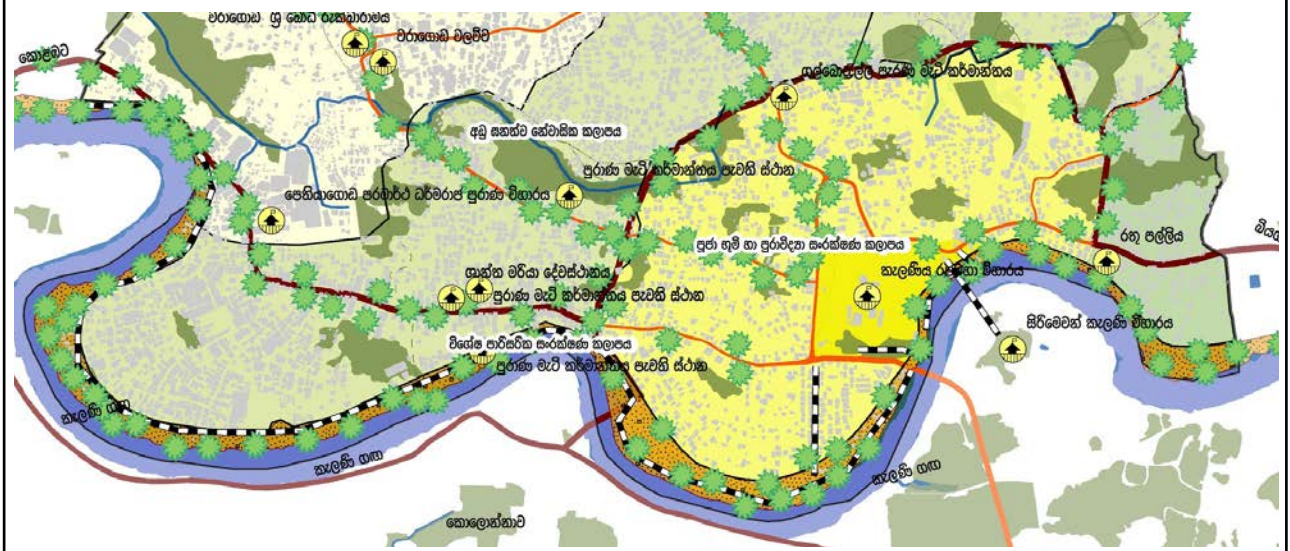 වරාගොඩ ශ්‍රී බෝධි රුක්ඛාරාමය
වරාගොඩ වලව්ව
කොළඹට
ගල්බොරැල්ල පැරණි මැටි කර්මාන්තය
අඩු ඝනත්ව නේවාසික කලාපය
පුරාණ මැටි කර්මාන්තය පැවති ස්ථාන
පෙතියාගොඩ පරමාර්ථ ධර්මරාජ පුරාණ විහාරය
රතු පල්ලිය
පූජා භූමි හා පුරාවිද්‍යා සංරක්ෂණ කලාපය
ශාන්ත මරියා දේවස්ථානය
කැලණිය රජමහා විහාරය
පුරාණ මැටි කර්මාන්තය පැවති ස්ථාන
සිරිමෙවන් කැලණි විහාරය
විශේෂ පාරිසරික සංරක්ෂණ කලාපය
පුරාණ මැටි කර්මාන්තය පැවති ස්ථාන
කැලණි ගඟ
කැලණි ගඟ
කැලණි ගඟ
කොලොන්නාව